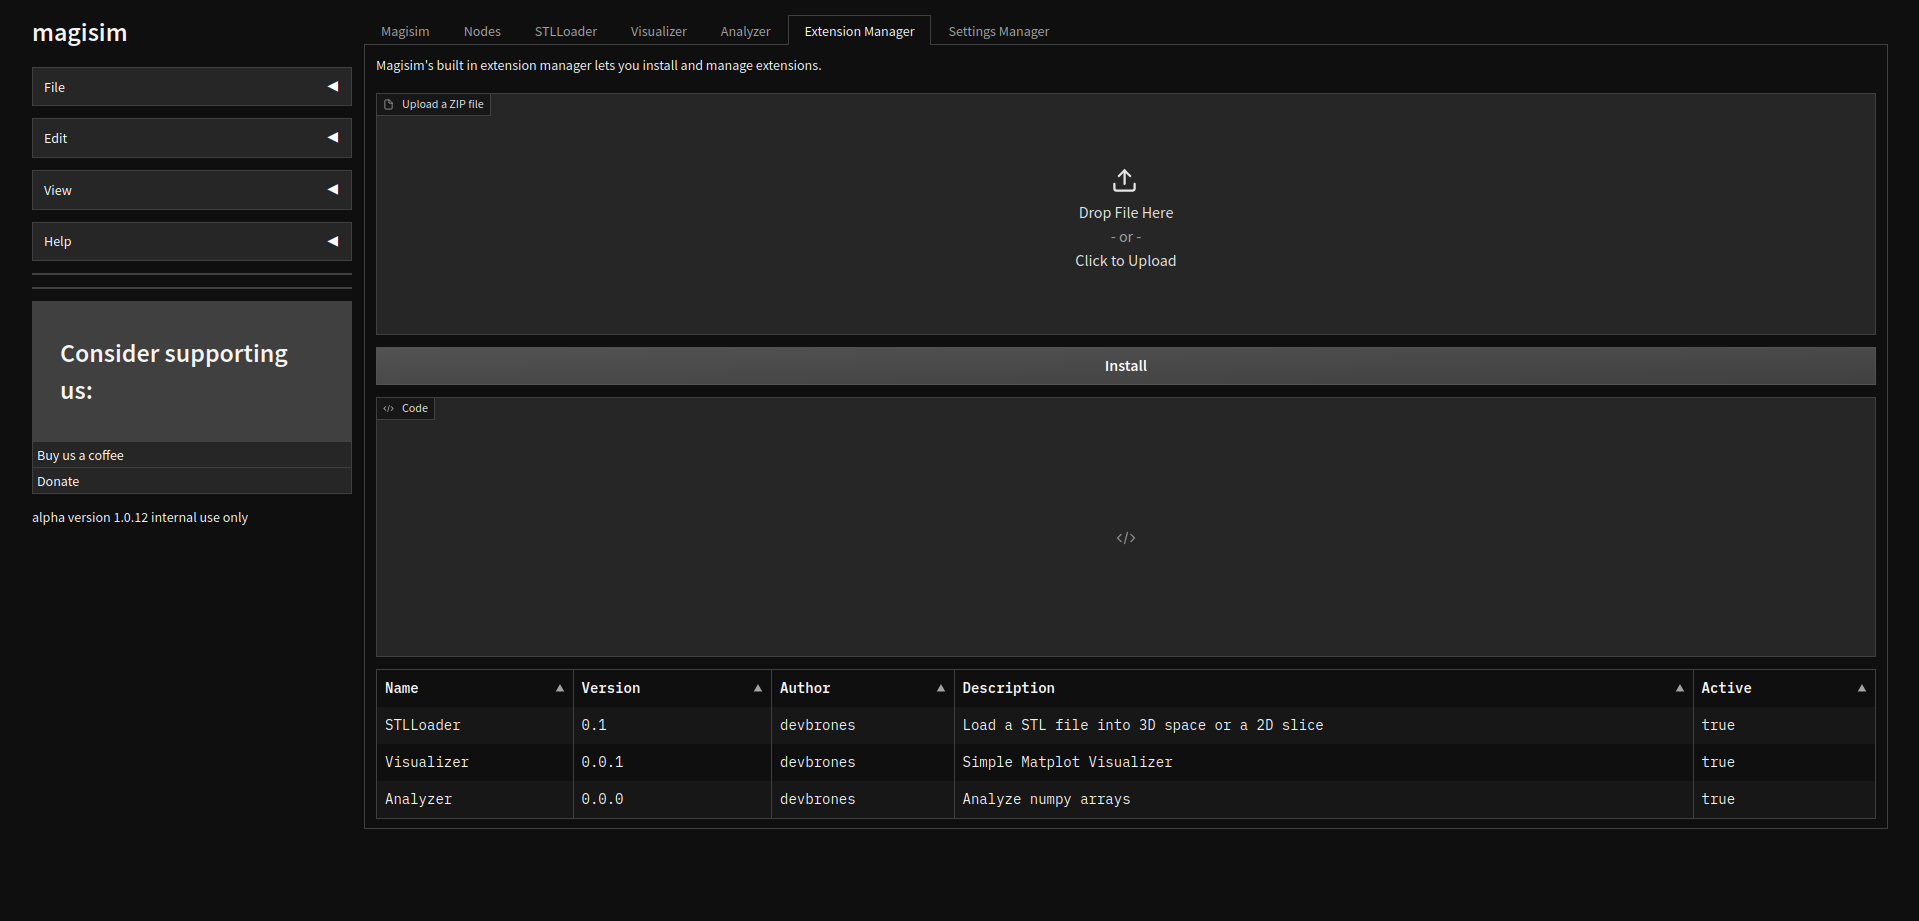 magisim
File
Edit
View
Help
Consider supporting
us:
Buy us a coffee
Donate
alpha version 1.0.12 internal use only
Magisim Nodes STLLoader Visualizer Analyzer Extension Manager Settings Manager
Magisim's built in extension manager lets you install and manage extensions.
Upload a ZIP file
Drop File Here
- or -
Click to Upload
Install
Code
Name Version Author Description Active
STLLoader 0.1 devbrones Load a STL file into 3D space or a 2D slice true
Visualizer 0.0.1 devbrones Simple Matplot Visualizer true
Analyzer 0.0.0 devbrones Analyze numpy arrays true